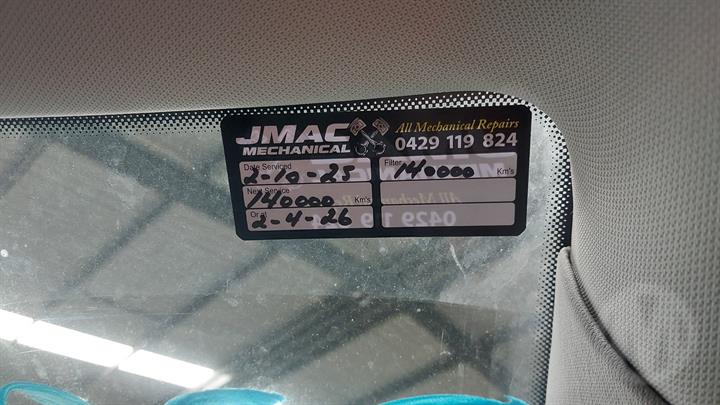 JMAC
MECHANICAL
All Mechanical Repairs
0429 119 824
Date Serviced
2-10-25
Filter
140000 Km's
Next Service
140000 Km's
Or at
2-4-26